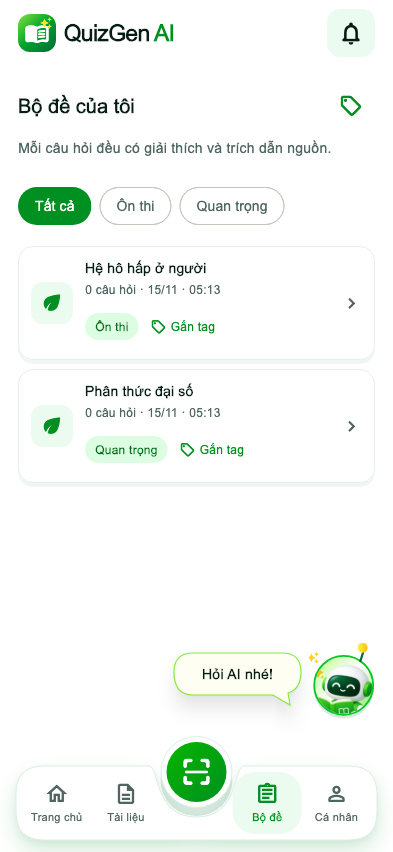 QuizGen AI
Bộ đề của tôi
Mỗi câu hỏi đều có giải thích và trích dẫn nguồn.
Tất cả
Ôn thi
Quan trọng
Hệ hô hấp ở người
0 câu hỏi · 15/11 · 05:13
Ôn thi
Gắn tag
Phân thức đại số
0 câu hỏi · 15/11 · 05:13
Quan trọng
Gắn tag
Hỏi AI nhé!
Trang chủ
Tài liệu
Bộ đề
Cá nhân